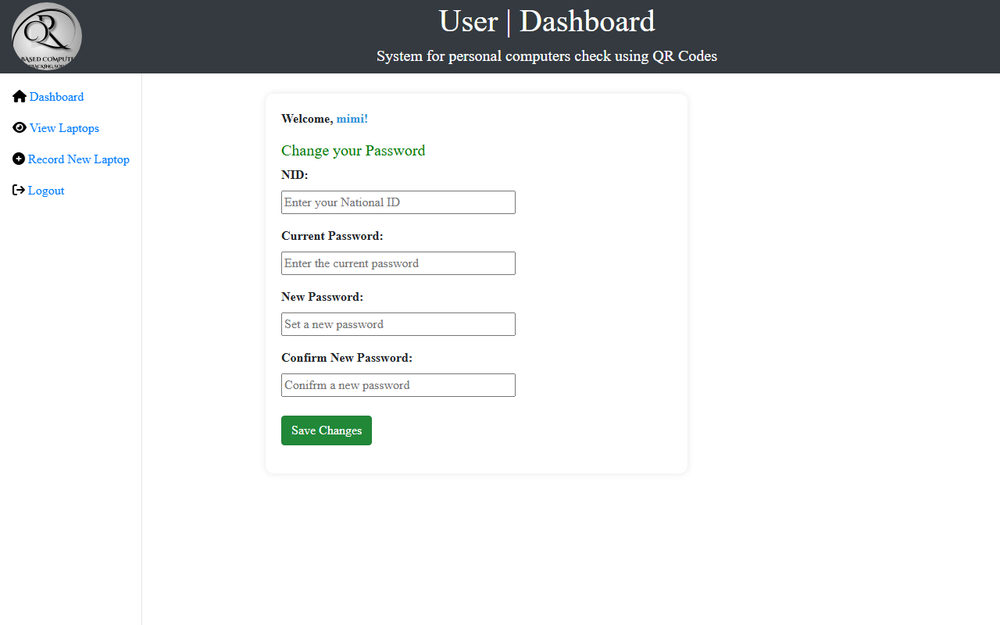 QR
BASED COMPUTE
User | Dashboard
System for personal computers check using QR Codes
Dashboard
View Laptops
Record New Laptop
Logout
Welcome, mimi!
Change your Password
NID:
Enter your National ID
Current Password:
Enter the current password
New Password:
Set a new password
Confirm New Password:
Conifrm a new password
Save Changes